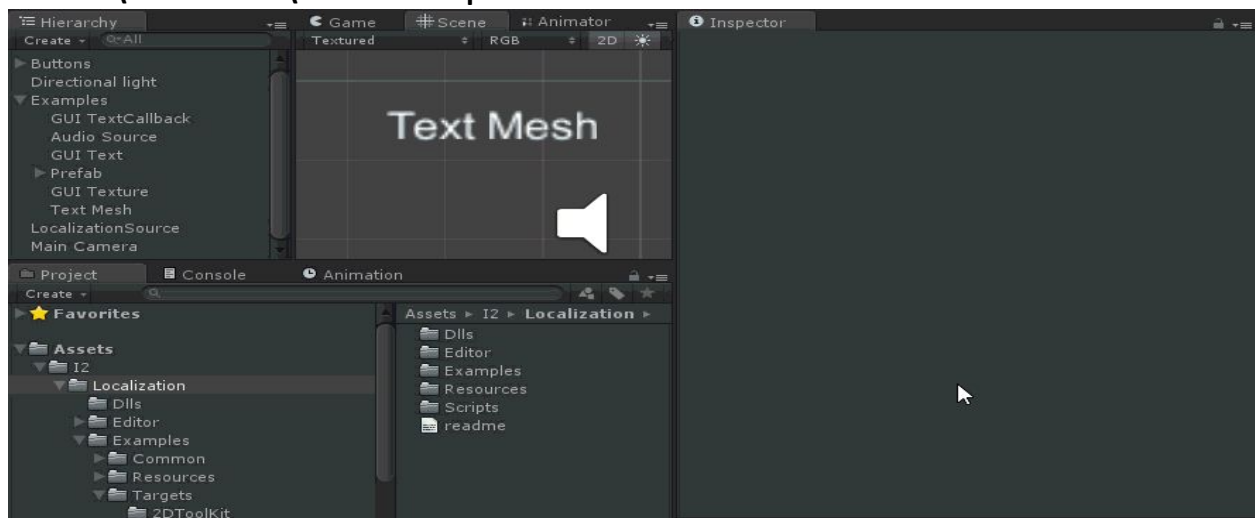 Hierarchy
Create
All
Buttons
Directional light
Examples
GUI TextCallback
Audio Source
GUI Text
Prefab
GUI Texture
Text Mesh
LocalizationSource
Main Camera
Game Scene Animator
Textured RGB 2D
Text Mesh
Inspector
Project Console Animation
Create
Favorites
Assets
I2
Localization
Dlls
Editor
Examples
Common
Resources
Targets
2DToolKit
Assets I2 Localization
Dlls
Editor
Examples
Resources
Scripts
readme